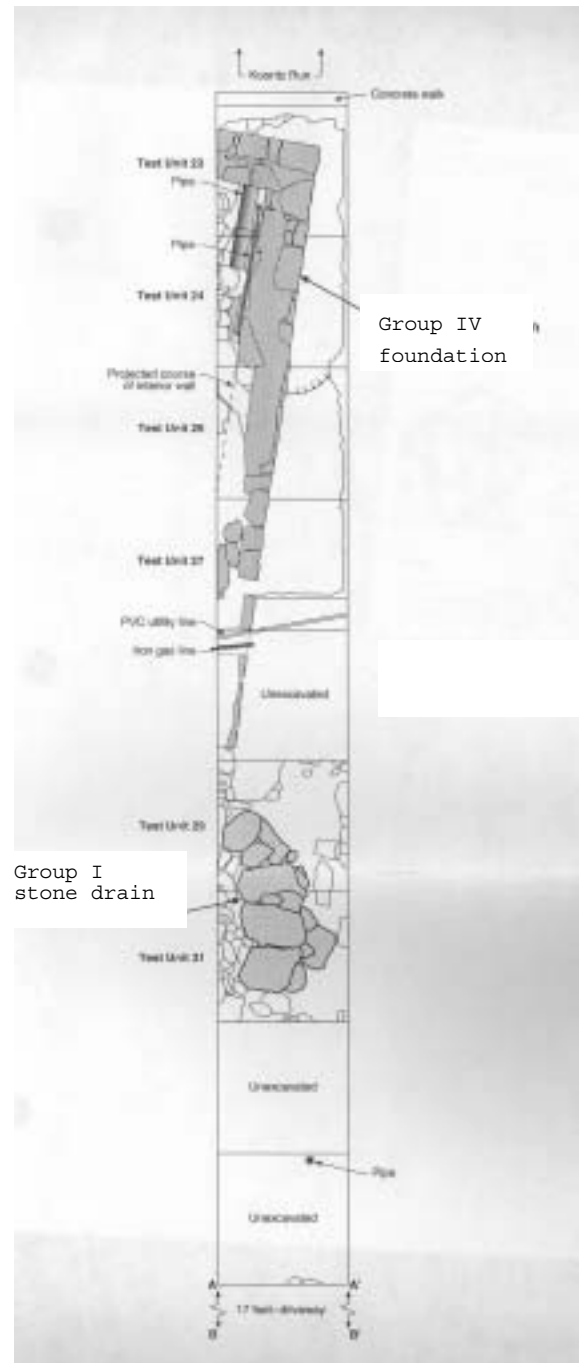 Koontz Run
Concrete walk
Test Unit 23
Pipe
Pipe
Test Unit 24
Group IV
foundation
Projected course
of interior wall
Test Unit 26
Test Unit 27
PVC utility line
Iron gas line
Unexcavated
Test Unit 29
Group I
stone drain
Test Unit 31
Unexcavated
Pipe
Unexcavated
A A'
17 feet-driveway
B B'